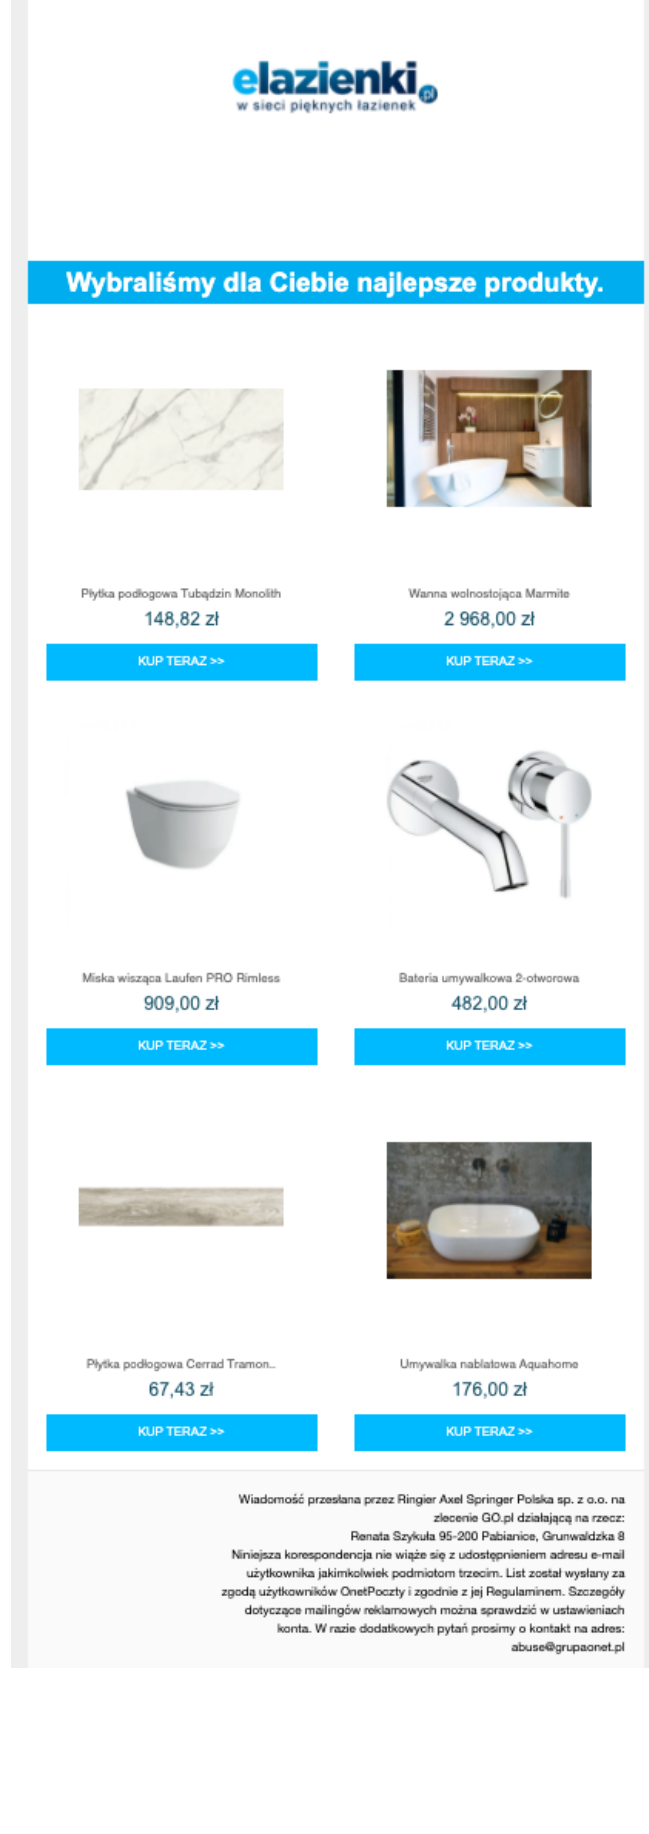 elazienki.pl
w sieci pięknych łazienek
Wybraliśmy dla Ciebie najlepsze produkty.
Płytka podłogowa Tubądzin Monolith
148,82 zł
KUP TERAZ >>
Wanna wolnostojąca Marmite
2 968,00 zł
KUP TERAZ >>
Miska wisząca Laufen PRO Rimless
909,00 zł
KUP TERAZ >>
Bateria umywalkowa 2-otworowa
482,00 zł
KUP TERAZ >>
Płytka podłogowa Cerrad Tramon...
67,43 zł
KUP TERAZ >>
Umywalka nablatowa Aquahome
176,00 zł
KUP TERAZ >>
Wiadomość przesłana przez Ringier Axel Springer Polska sp. z o.o. na
zlecenie GO.pl działającą na rzecz:
Renata Szykuła 95-200 Pabianice, Grunwaldzka 8
Niniejsza korespondencja nie wiąże się z udostępnieniem adresu e-mail
użytkownika jakimkolwiek podmiotom trzecim. List został wysłany za
zgodą użytkowników OnetPoczty i zgodnie z jej Regulaminem. Szczegóły
dotyczące mailingów reklamowych można sprawdzić w ustawieniach
konta. W razie dodatkowych pytań prosimy o kontakt na adres:
abuse@grupaonet.pl